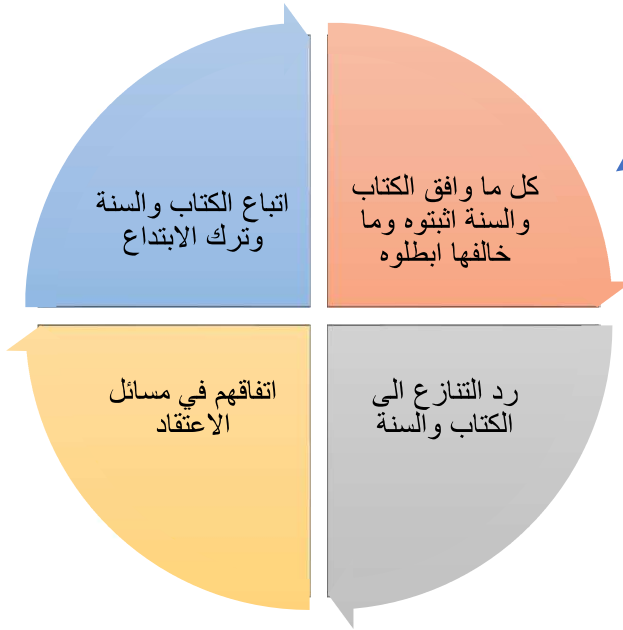 كل ما وافق الكتاب
والسنة اثبتوه وما
خالفها ابطلوه
اتباع الكتاب والسنة
وترك الابتداع
رد التنازع الى
الكتاب والسنة
اتفاقهم في مسائل
الاعتقاد